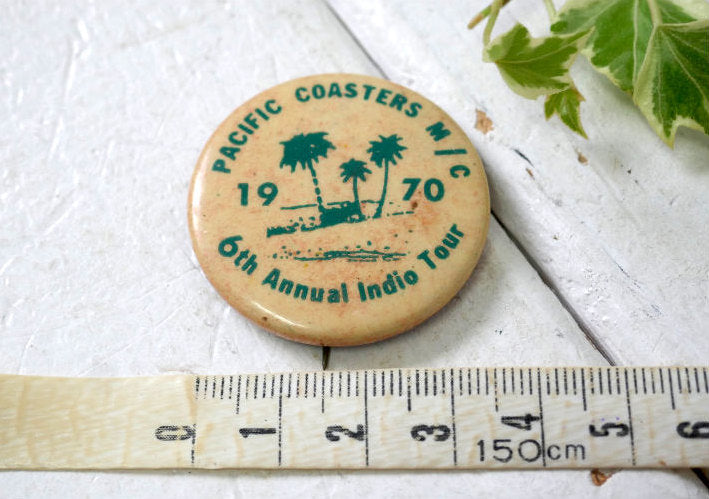 PACIFIC COASTERS M/C
19 70
6th Annual Indio Tour
0 1 2 3 4 5 6
150cm